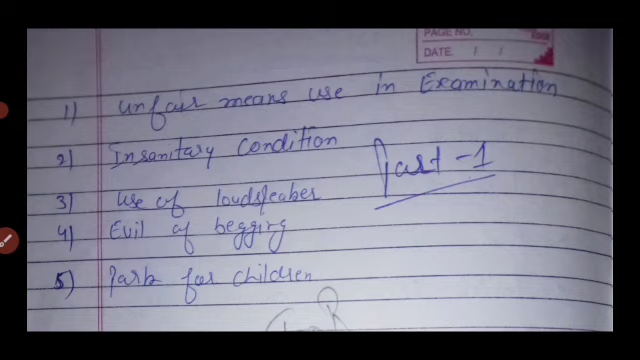 PAGE NO.
DATE / /
1) unfair means use in Examination
2) Insanitary condition
Part -1
3) use of loudspeaker
4) Evil of begging
5) Park for children